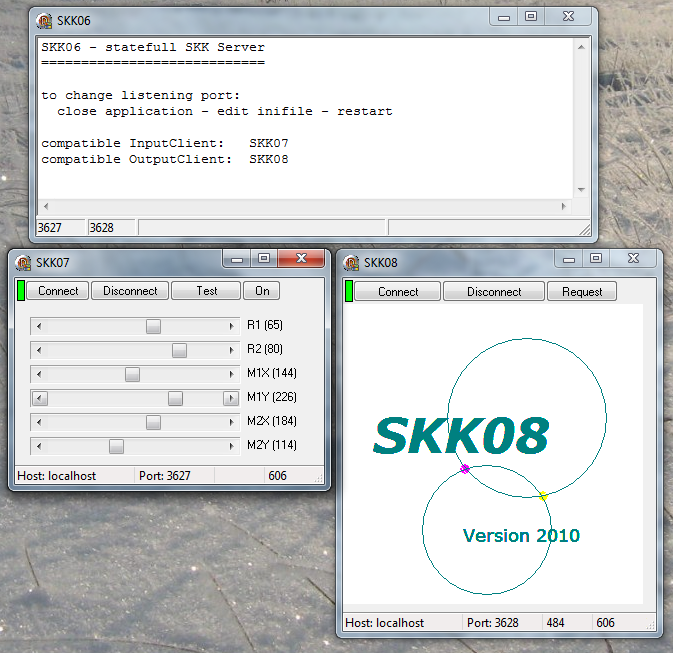 SKK06
SKK06 - statefull SKK Server
============================
to change listening port:
close application - edit inifile - restart
compatible InputClient: SKK07
compatible OutputClient: SKK08
3627 3628
SKK07
Connect Disconnect Test On
R1 (65)
R2 (80)
M1X (144)
M1Y (226)
M2X (184)
M2Y (114)
Host: localhost Port: 3627 606
SKK08
Connect Disconnect Request
SKK08
Version 2010
Host: localhost Port: 3628 484 606